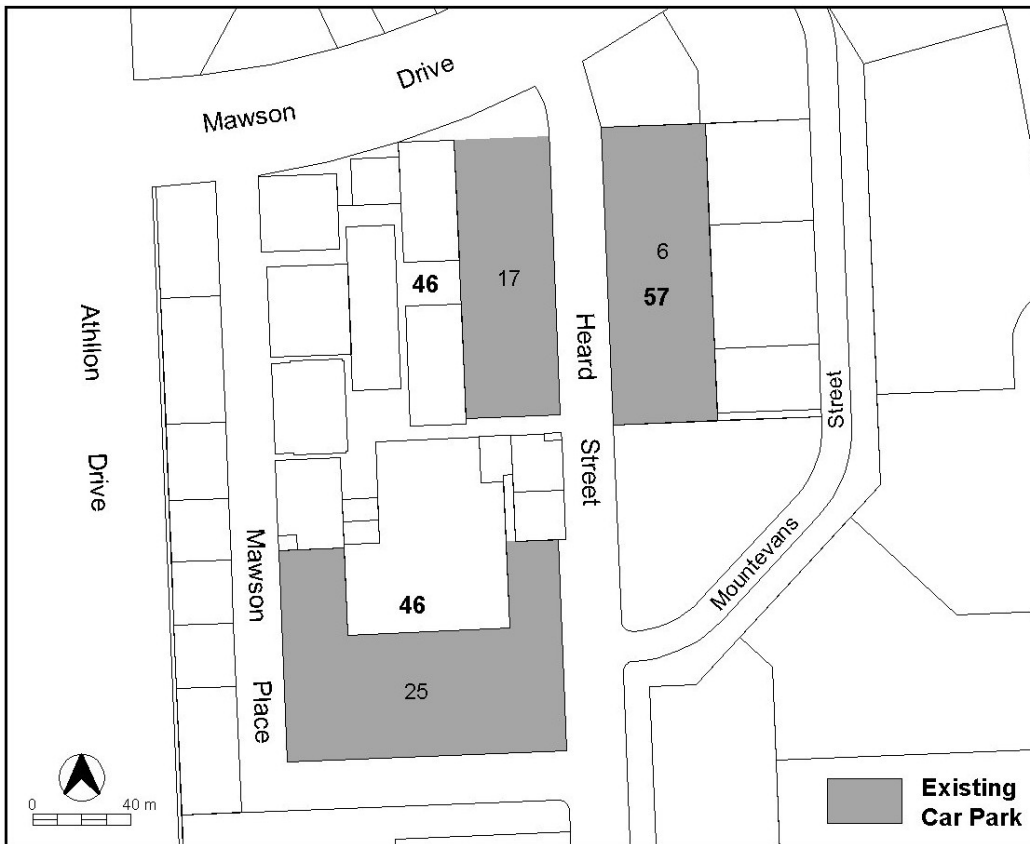 Mawson Drive
6
57
46
17
Athllon Drive
Heard Street
Street
Mountevans
Mawson Place
46
25
0 40 m
Existing
Car Park